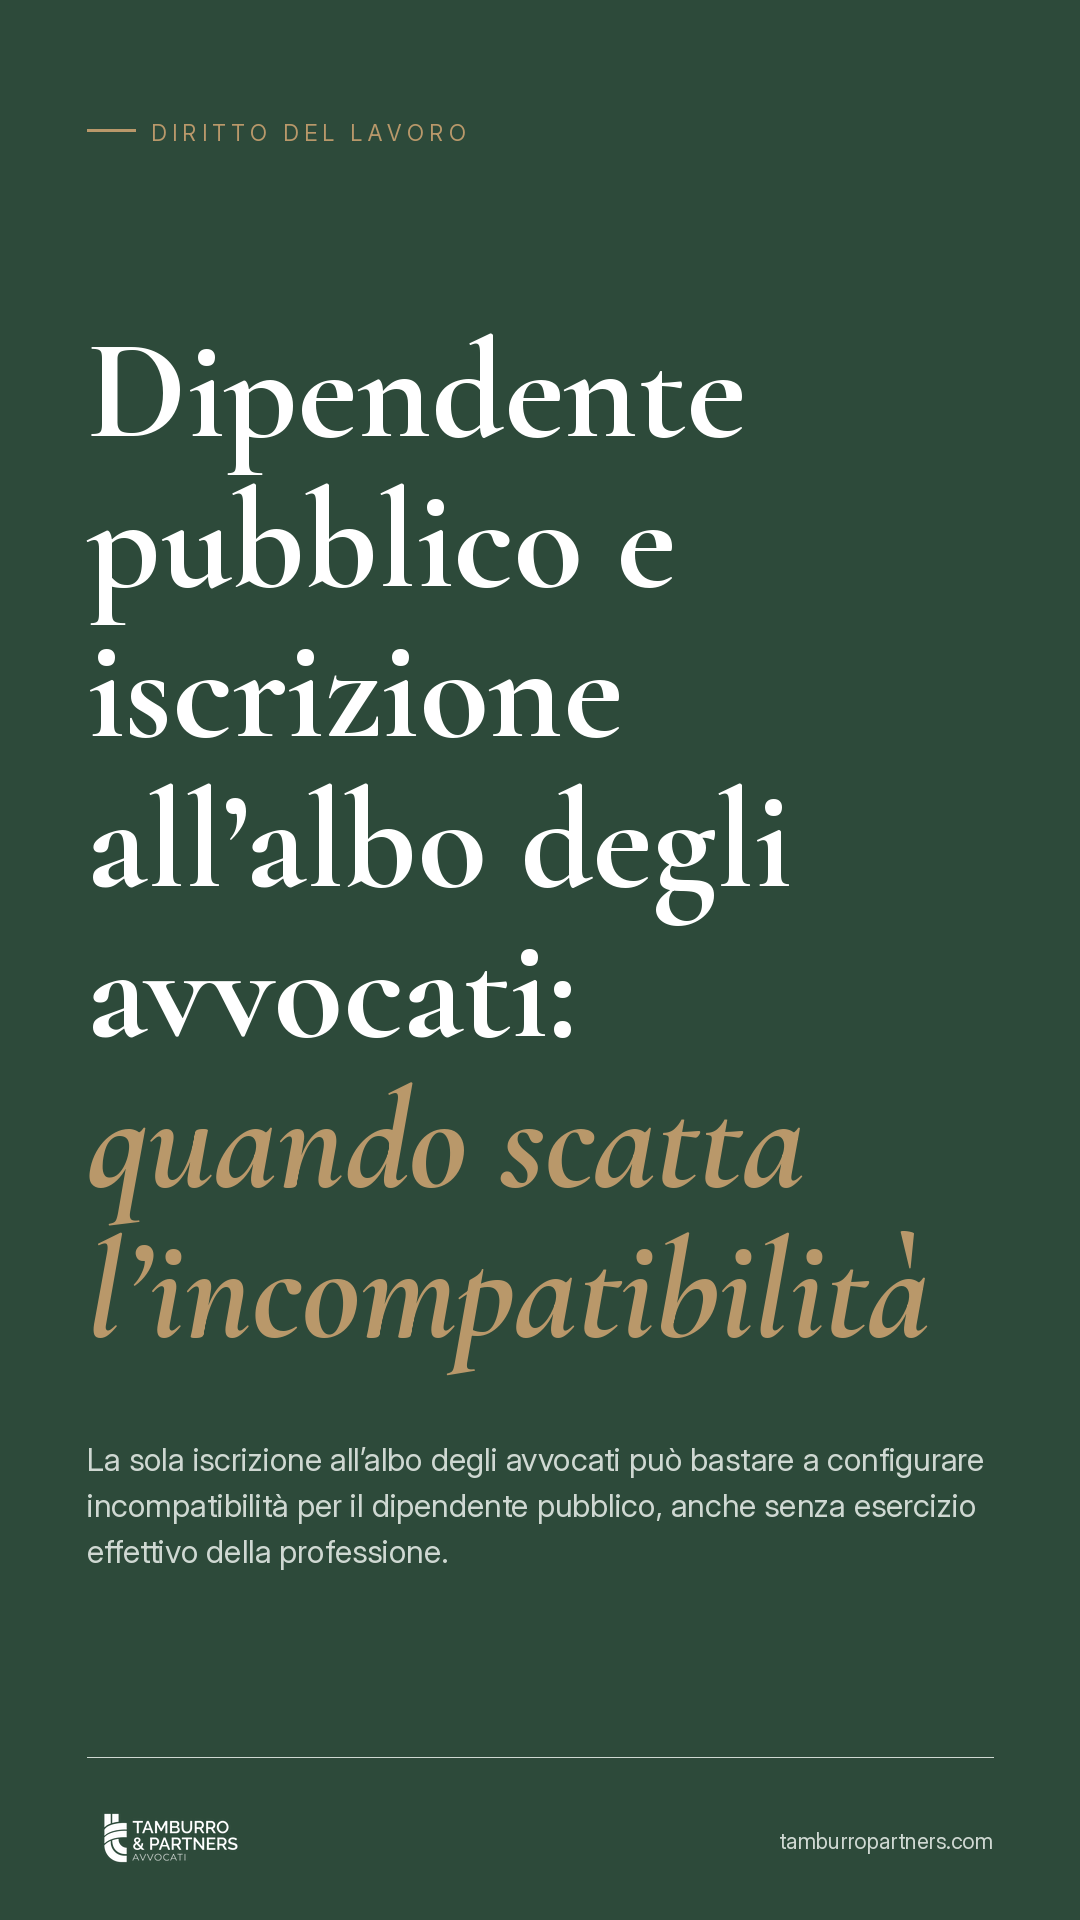 DIRITTO DEL LAVORO
Dipendente
pubblico e
iscrizione
all’albo degli
avvocati:
quando scatta
l’incompatibilità
La sola iscrizione all’albo degli avvocati può bastare a configurare
incompatibilità per il dipendente pubblico, anche senza esercizio
effettivo della professione.
TAMBURRO
& PARTNERS
AVVOCATI
tamburropartners.com